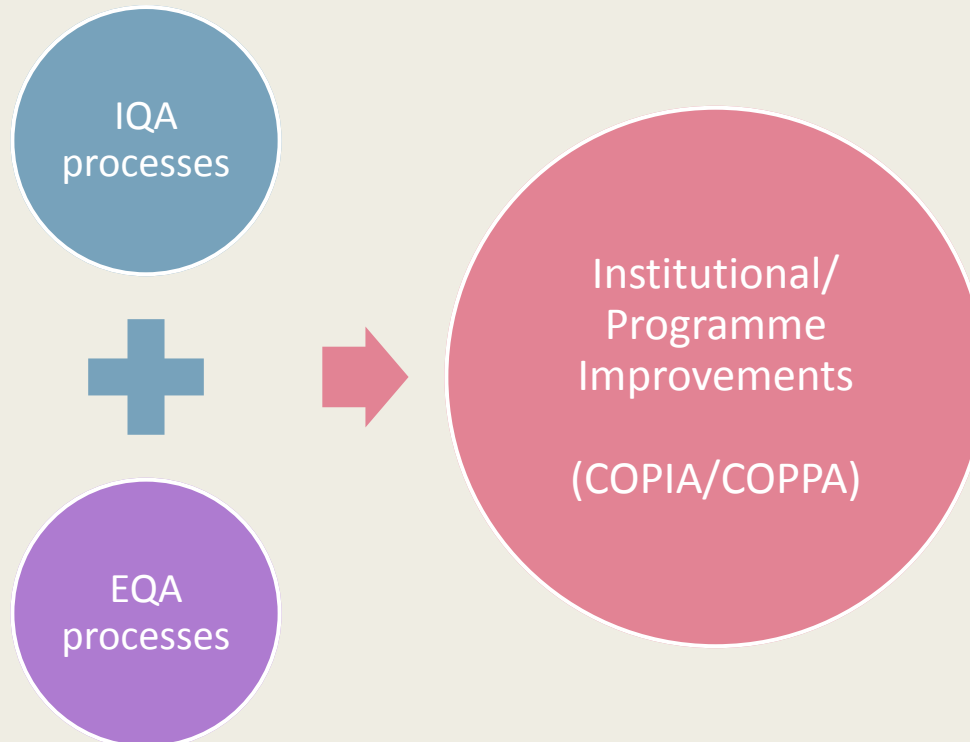 IQA
processes
EQA
processes
Institutional/
Programme
Improvements
(COPIA/COPPA)